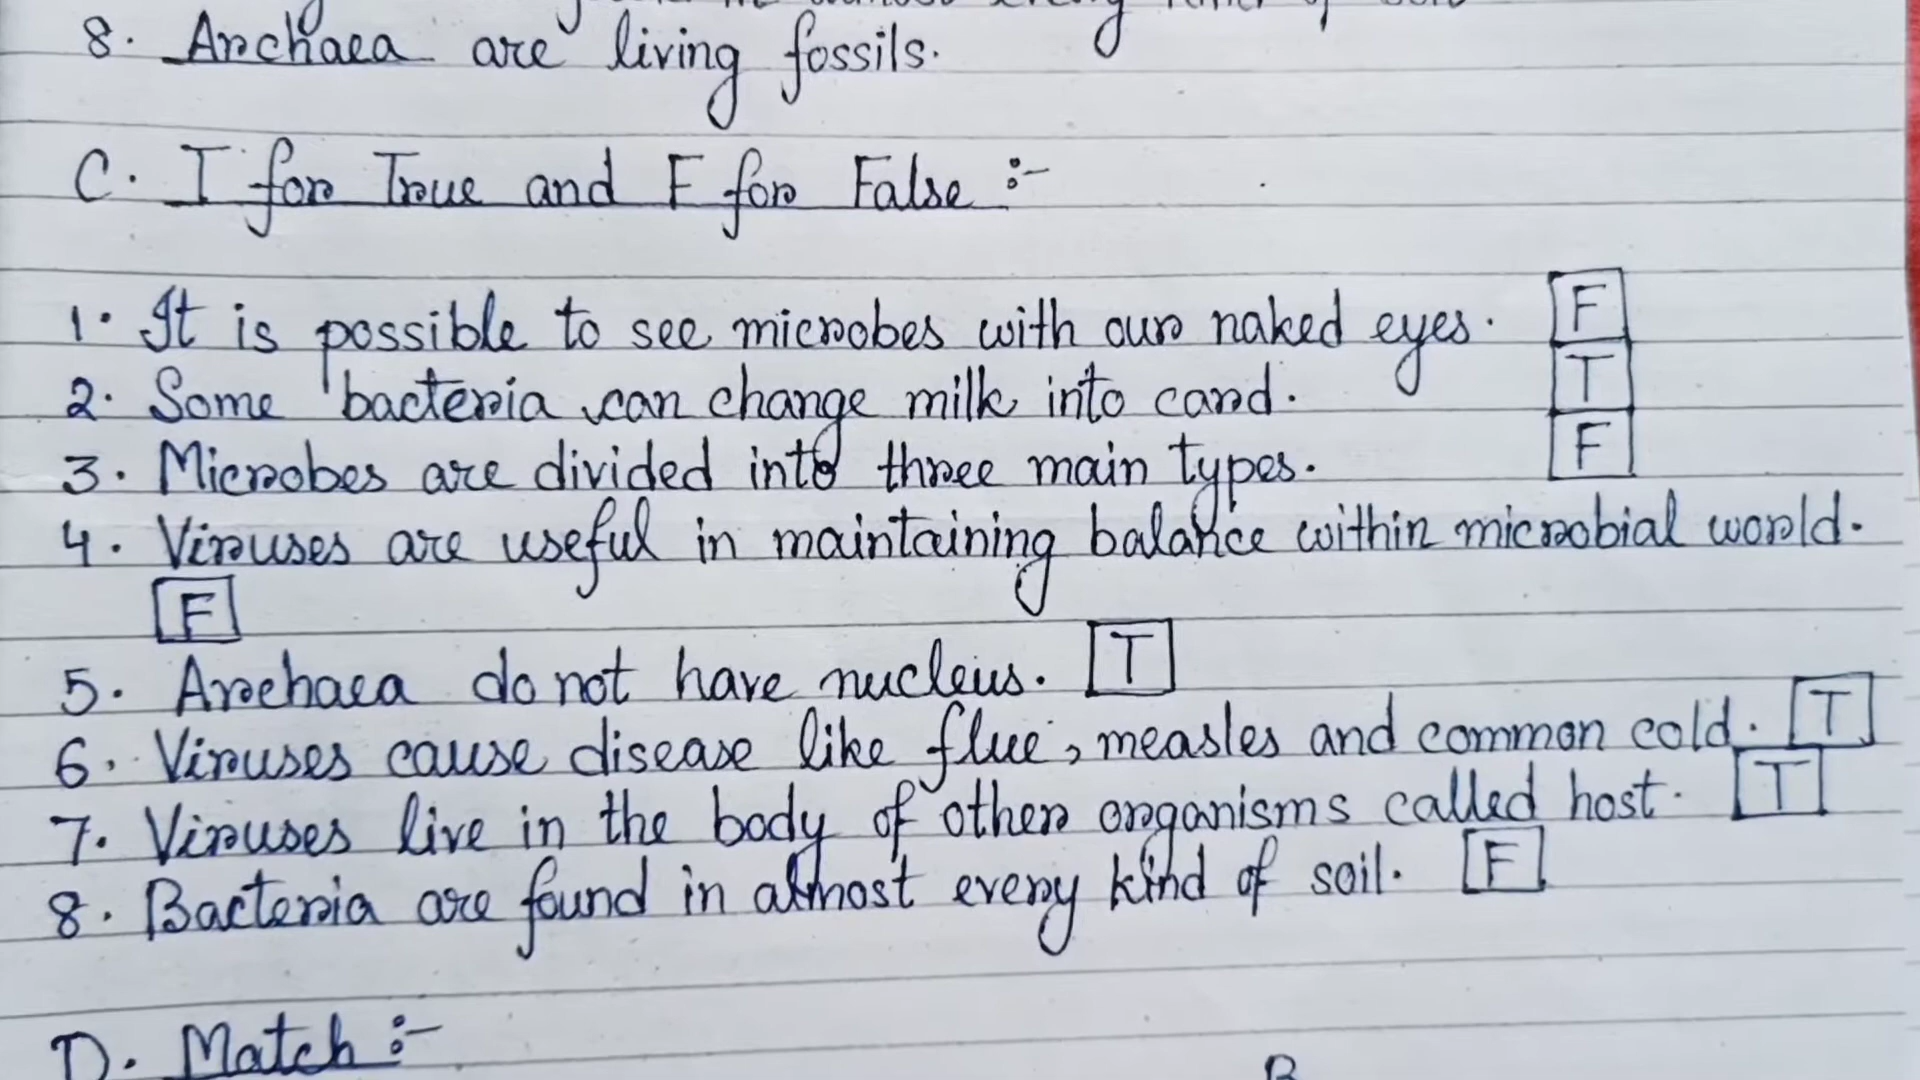 8. Archaea are living fossils.
C. T for True and F for False :-
1. It is possible to see microbes with our naked eyes. F
2. Some bacteria can change milk into card. T
3. Microbes are divided into three main types. F
4. Viruses are useful in maintaining balance within microbial world.
F
5. Archaea do not have nucleius. T
6. Viruses cause disease like flue, measles and common cold. T
7. Viruses live in the body of other organisms called host. T
8. Bacteria are found in almost every kind of soil. F
D. Match :-
B